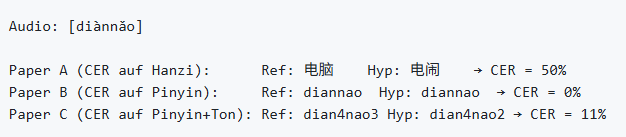 Audio: [diànnǎo]
Paper A (CER auf Hanzi): Ref: 电脑 Hyp: 电闹 → CER = 50%
Paper B (CER auf Pinyin): Ref: diannao Hyp: diannao → CER = 0%
Paper C (CER auf Pinyin+Ton): Ref: dian4nao3 Hyp: dian4nao2 → CER = 11%